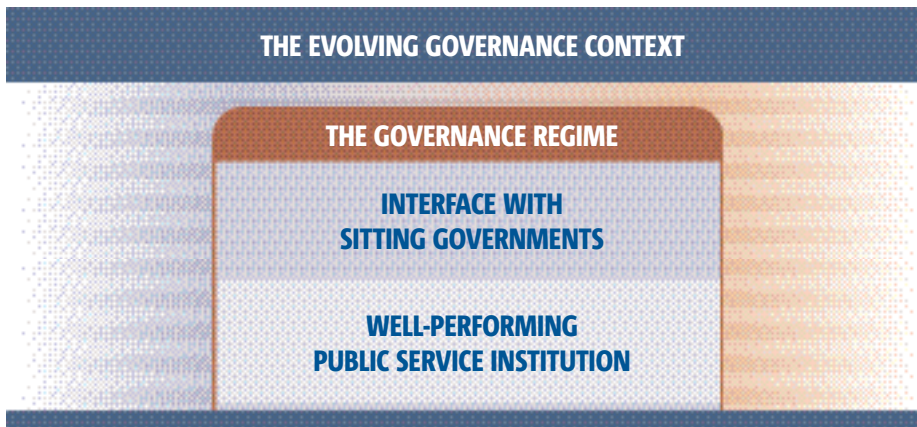 THE EVOLVING GOVERNANCE CONTEXT
THE GOVERNANCE REGIME
INTERFACE WITH
SITTING GOVERNMENTS
WELL-PERFORMING
PUBLIC SERVICE INSTITUTION